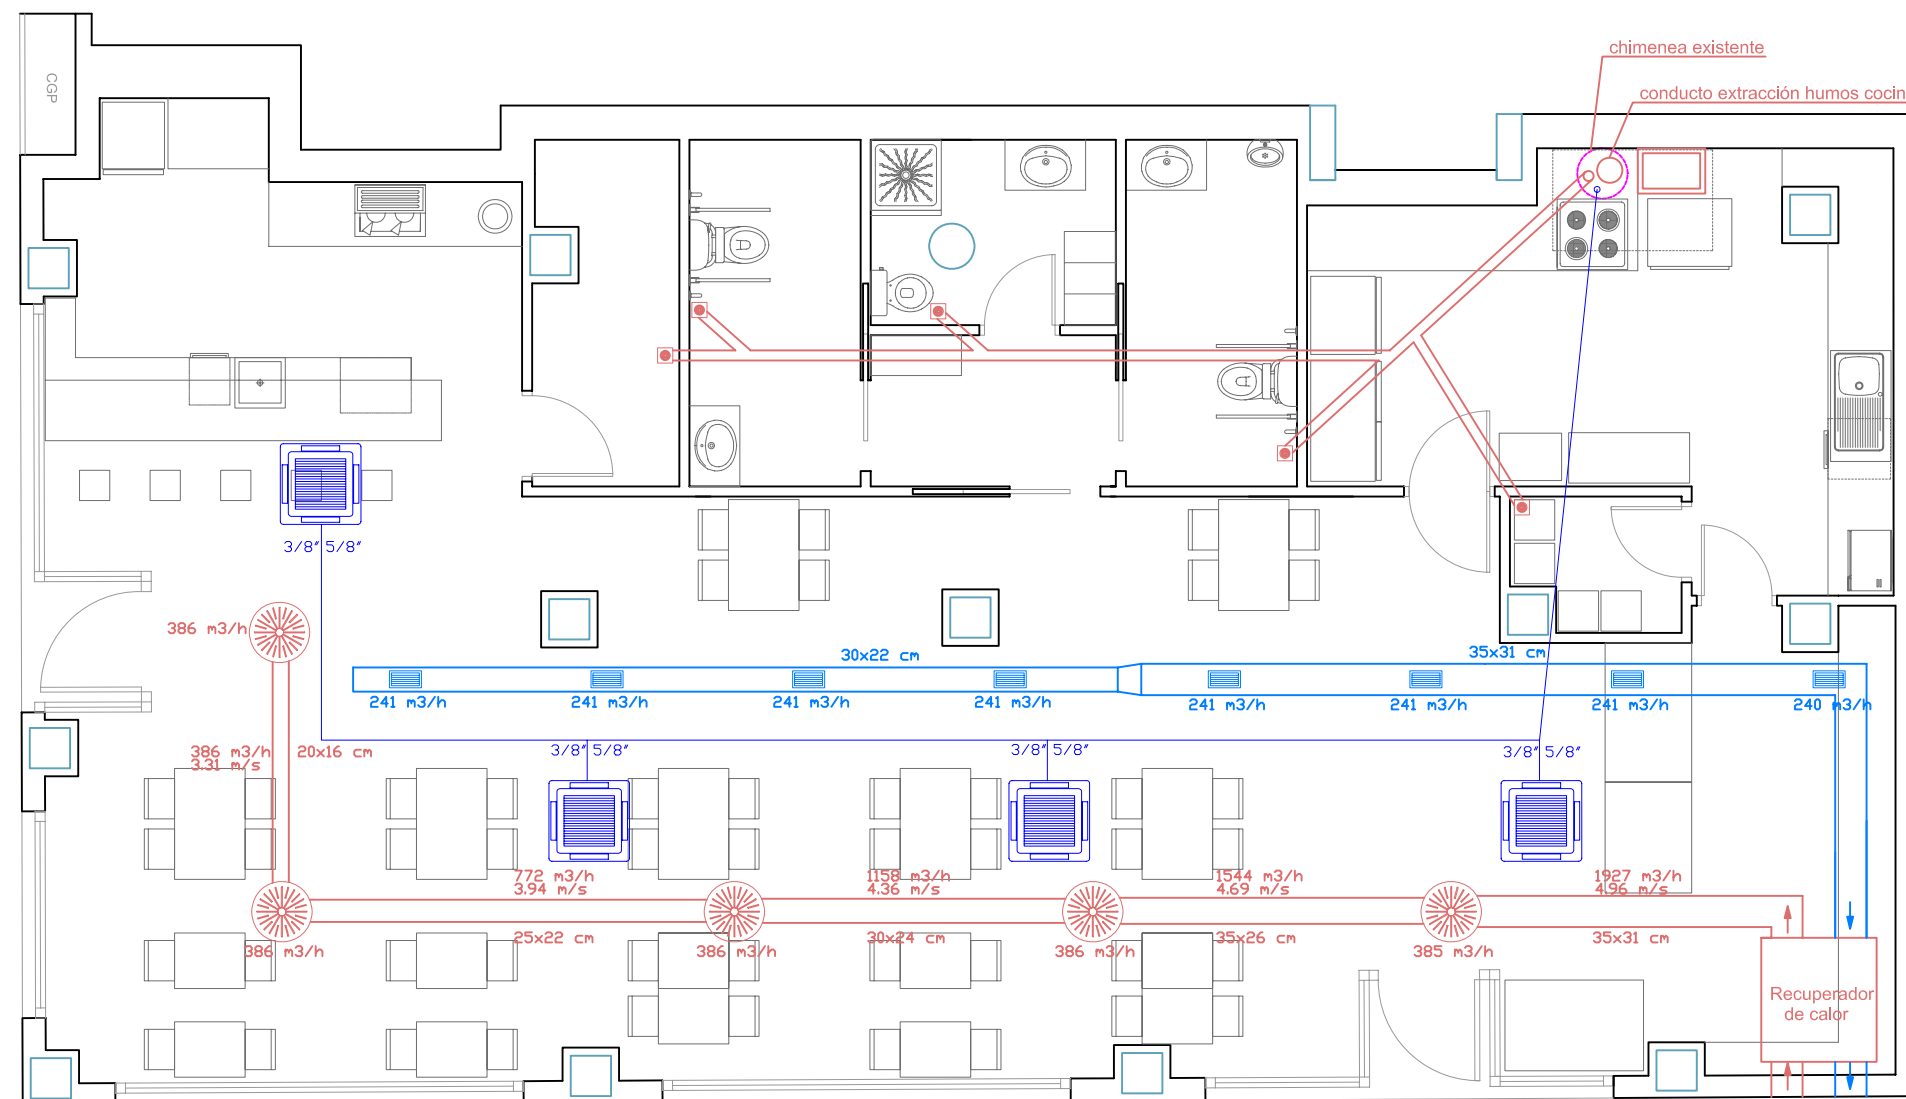 chimenea existente
CGP
conducto extracción humos cocin
3/8" 5/8"
386 m3/h
30x22 cm
35x31 cm
241 m3/h
241 m3/h
241 m3/h
241 m3/h
241 m3/h
241 m3/h
241 m3/h
240 m3/h
386 m3/h
3.31 m/s
20x16 cm
3/8" 5/8"
3/8" 5/8"
3/8" 5/8"
772 m3/h
3.94 m/s
1158 m3/h
4.36 m/s
1544 m3/h
4.69 m/s
1927 m3/h
4.96 m/s
25x22 cm
30x24 cm
35x26 cm
35x31 cm
386 m3/h
386 m3/h
386 m3/h
385 m3/h
Recuperador
de calor